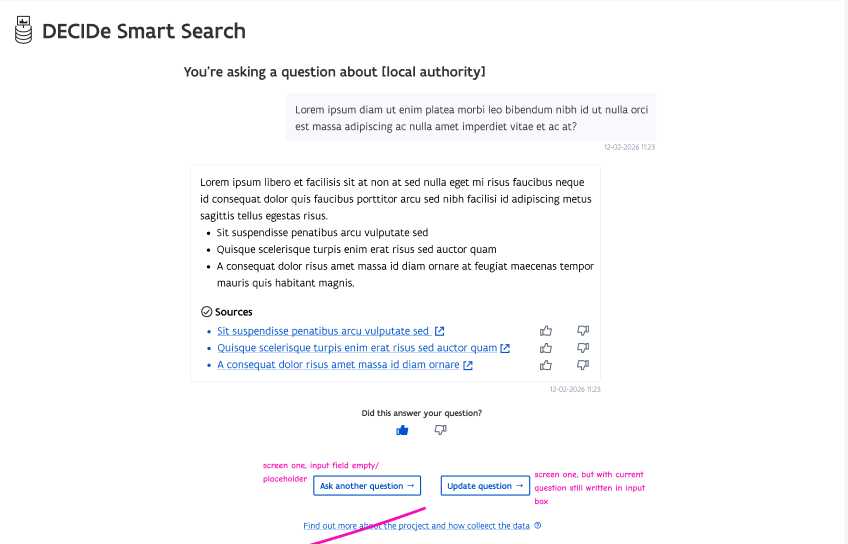 DECIDe Smart Search
You're asking a question about [local authority]
Lorem ipsum diam ut enim platea morbi leo bibendum nibh id ut nulla orci
est massa adipiscing ac nulla amet imperdiet vitae et ac at?
12-02-2026 11:23
Lorem ipsum libero et facilisis sit at non at sed nulla eget mi risus faucibus neque
id consequat dolor quis faucibus porttitor arcu sed nibh facilisi id adipiscing metus
sagittis tellus egestas risus.
• Sit suspendisse penatibus arcu vulputate sed
• Quisque scelerisque turpis enim erat risus sed auctor quam
• A consequat dolor risus amet massa id diam ornare at feugiat maecenas tempor
mauris quis habitant magnis.
Sources
• Sit suspendisse penatibus arcu vulputate sed
• Quisque scelerisque turpis enim erat risus sed auctor quam
• A consequat dolor risus amet massa id diam ornare
12-02-2026 11:23
Did this answer your question?
screen one, input field empty/
placeholder
Ask another question →
Update question →
screen one, but with current
question still written in input
box
Find out more about the procject and how colleect the data